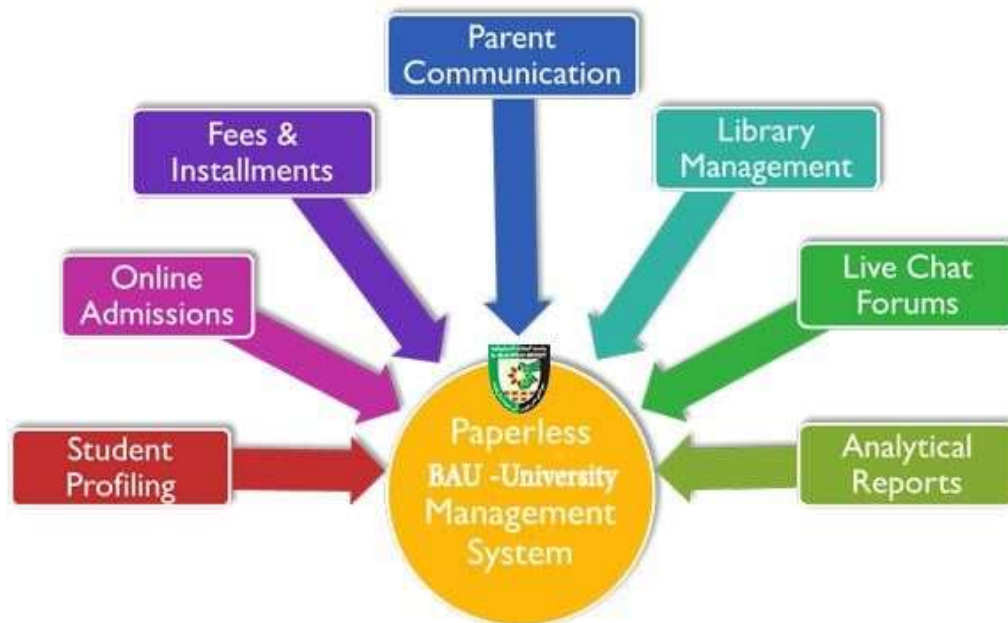 Parent
Communication
Fees &
Installments
Library
Management
Online
Admissions
Live Chat
Forums
Student
Profiling
Analytical
Reports
Paperless
BAU -University
Management
System